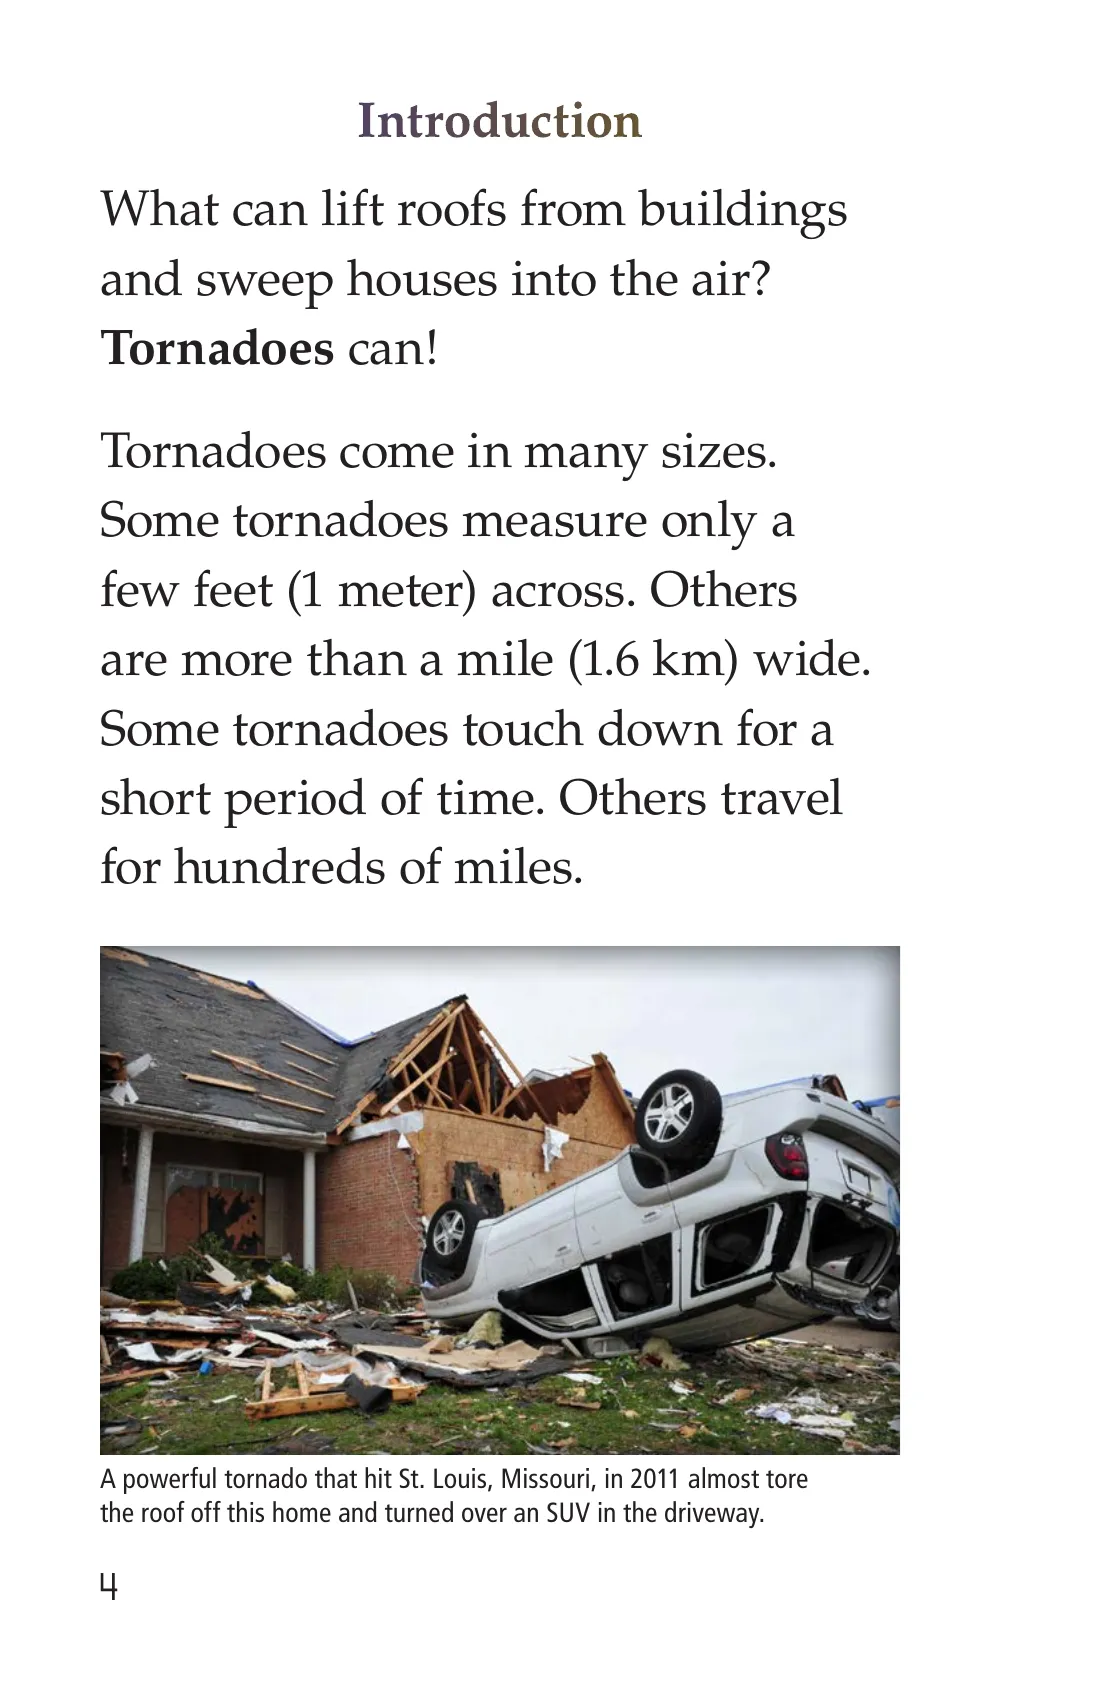 Introduction
What can lift roofs from buildings
and sweep houses into the air?
Tornadoes can!
Tornadoes come in many sizes.
Some tornadoes measure only a
few feet (1 meter) across. Others
are more than a mile (1.6 km) wide.
Some tornadoes touch down for a
short period of time. Others travel
for hundreds of miles.
A powerful tornado that hit St. Louis, Missouri, in 2011 almost tore
the roof off this home and turned over an SUV in the driveway.
4